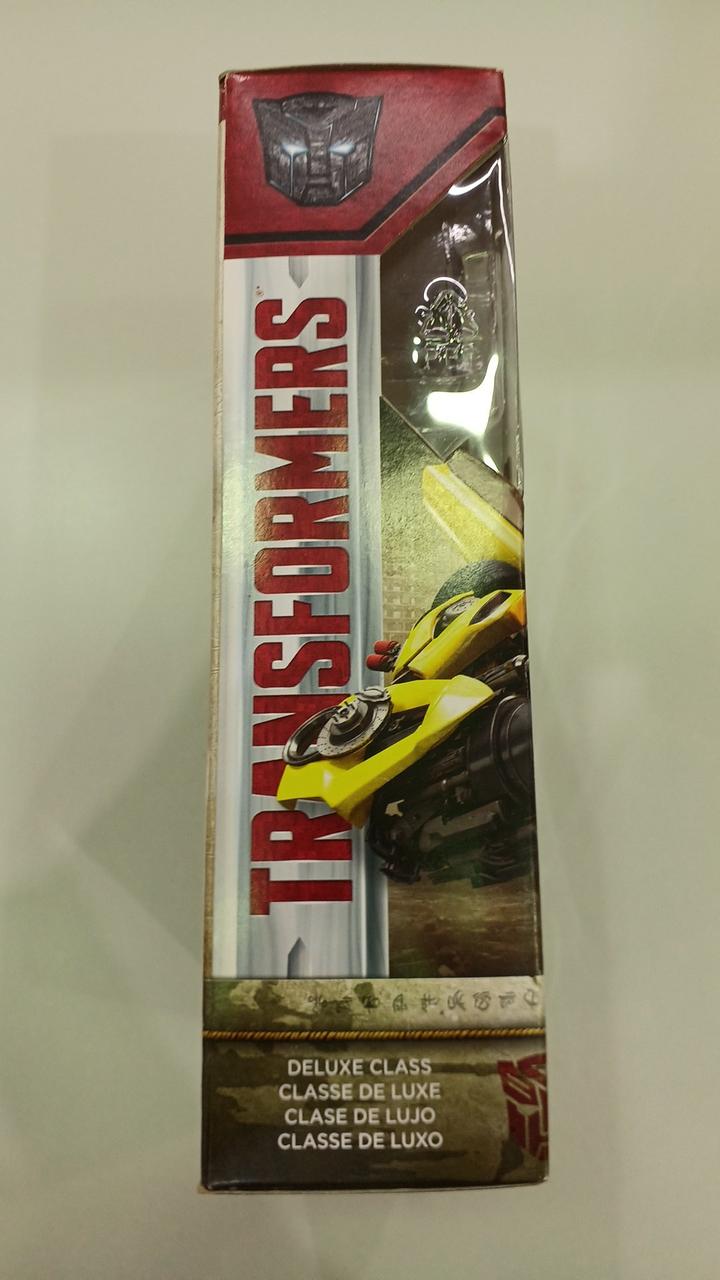 TRANSFORMERS
DELUXE CLASS
CLASSE DE LUXE
CLASE DE LUJO
CLASSE DE LUXO